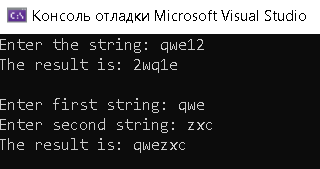 Консоль отладки Microsoft Visual Studio
Enter the string: qwe12
The result is: 2wq1e
Enter first string: qwe
Enter second string: zxc
The result is: qwezxc